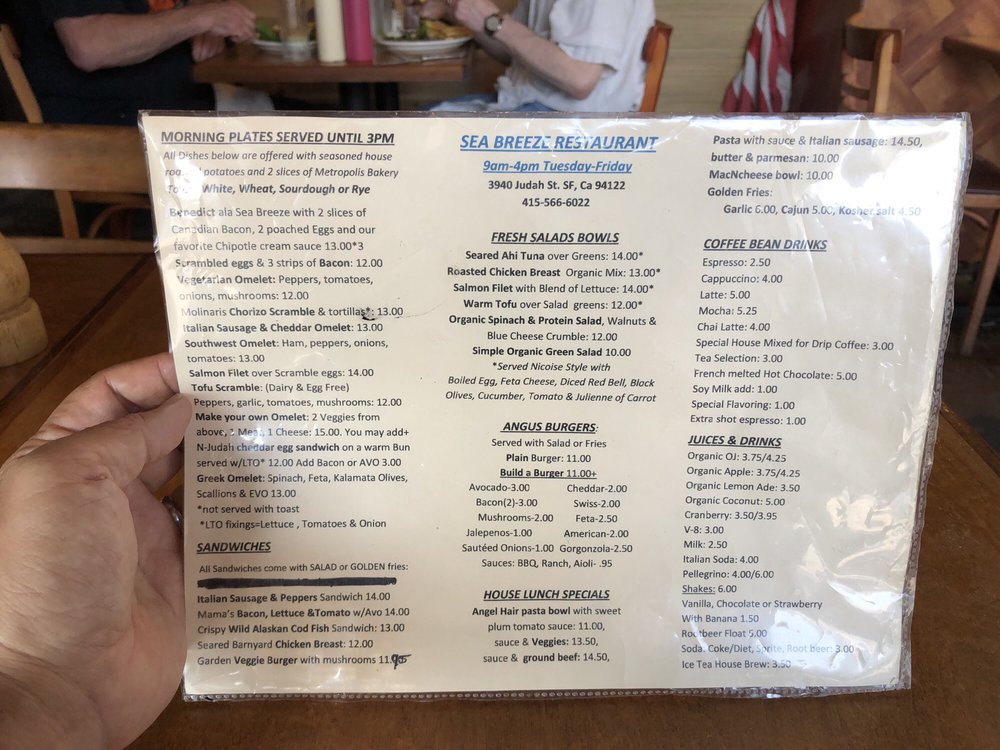 MORNING PLATES SERVED UNTIL 3PM
All Dishes below are offered with seasoned house
roasted potatoes and 2 slices of Metropolis Bakery
White, Wheat, Sourdough or Rye
Benedict ala Sea Breeze with 2 slices of
Canadian Bacon, 2 poached Eggs and our
favorite Chipotle cream sauce 13.00*3
Scrambled eggs & 3 strips of Bacon: 12.00
Vegetarian Omelet: Peppers, tomatoes,
onions, mushrooms: 12.00
Molinaris Chorizo Scramble & tortillas*: 13.00
Italian Sausage & Cheddar Omelet: 13.00
Southwest Omelet: Ham, peppers, onions,
tomatoes: 13.00
Salmon Filet over Scramble eggs: 14.00
Tofu Scramble: (Dairy & Egg Free)
Peppers, garlic, tomatoes, mushrooms: 12.00
Make your own Omelet: 2 Veggies from
above, 1 Meat, 1 Cheese: 15.00. You may add+
N-Judah cheddar egg sandwich on a warm Bun
served w/LTO* 12.00 Add Bacon or AVO 3.00
Greek Omelet: Spinach, Feta, Kalamata Olives,
Scallions & EVO 13.00
*not served with toast
*LTO fixings=Lettuce , Tomatoes & Onion
SANDWICHES
All Sandwiches come with SALAD or GOLDEN fries:
Italian Sausage & Peppers Sandwich 14.00
Mama's Bacon, Lettuce &Tomato w/Avo 14.00
Crispy Wild Alaskan Cod Fish Sandwich: 13.00
Seared Barnyard Chicken Breast: 12.00
Garden Veggie Burger with mushrooms 11.95
SEA BREEZE RESTAURANT
9am-4pm Tuesday-Friday
3940 Judah St. SF, Ca 94122
415-566-6022
FRESH SALADS BOWLS
Seared Ahi Tuna over Greens: 14.00*
Roasted Chicken Breast Organic Mix: 13.00*
Salmon Filet with Blend of Lettuce: 14.00*
Warm Tofu over Salad greens: 12.00*
Organic Spinach & Protein Salad, Walnuts &
Blue Cheese Crumble: 12.00
Simple Organic Green Salad 10.00
*Served Nicoise Style with
Boiled Egg, Feta Cheese, Diced Red Bell, Black
Olives, Cucumber, Tomato & Julienne of Carrot
ANGUS BURGERS:
Served with Salad or Fries
Plain Burger: 11.00
Build a Burger 11.00+
Avocado-3.00 Cheddar-2.00
Bacon(2)-3.00 Swiss-2.00
Mushrooms-2.00 Feta-2.50
Jalepenos-1.00 American-2.00
Sautéed Onions-1.00 Gorgonzola-2.50
Sauces: BBQ, Ranch, Aioli- .95
HOUSE LUNCH SPECIALS
Angel Hair pasta bowl with sweet
plum tomato sauce: 11.00,
sauce & Veggies: 13.50,
sauce & ground beef: 14.50,
Pasta with sauce & Italian sausage: 14.50,
butter & parmesan: 10.00
MacNcheese bowl: 10.00
Golden Fries:
Garlic 6.00, Cajun 5.00, Kosher salt 4.50
COFFEE BEAN DRINKS
Espresso: 2.50
Cappuccino: 4.00
Latte: 5.00
Mocha: 5.25
Chai Latte: 4.00
Special House Mixed for Drip Coffee: 3.00
Tea Selection: 3.00
French melted Hot Chocolate: 5.00
Soy Milk add: 1.00
Special Flavoring: 1.00
Extra shot espresso: 1.00
JUICES & DRINKS
Organic OJ: 3.75/4.25
Organic Apple: 3.75/4.25
Organic Lemon Ade: 3.50
Organic Coconut: 5.00
Cranberry: 3.50/3.95
V-8: 3.00
Milk: 2.50
Italian Soda: 4.00
Pellegrino: 4.00/6.00
Shakes: 6.00
Vanilla, Chocolate or Strawberry
With Banana 1.50
Rootbeer Float 5.00
Soda: Coke/Diet, Sprite, Root beer: 3.00
Ice Tea House Brew: 3.50